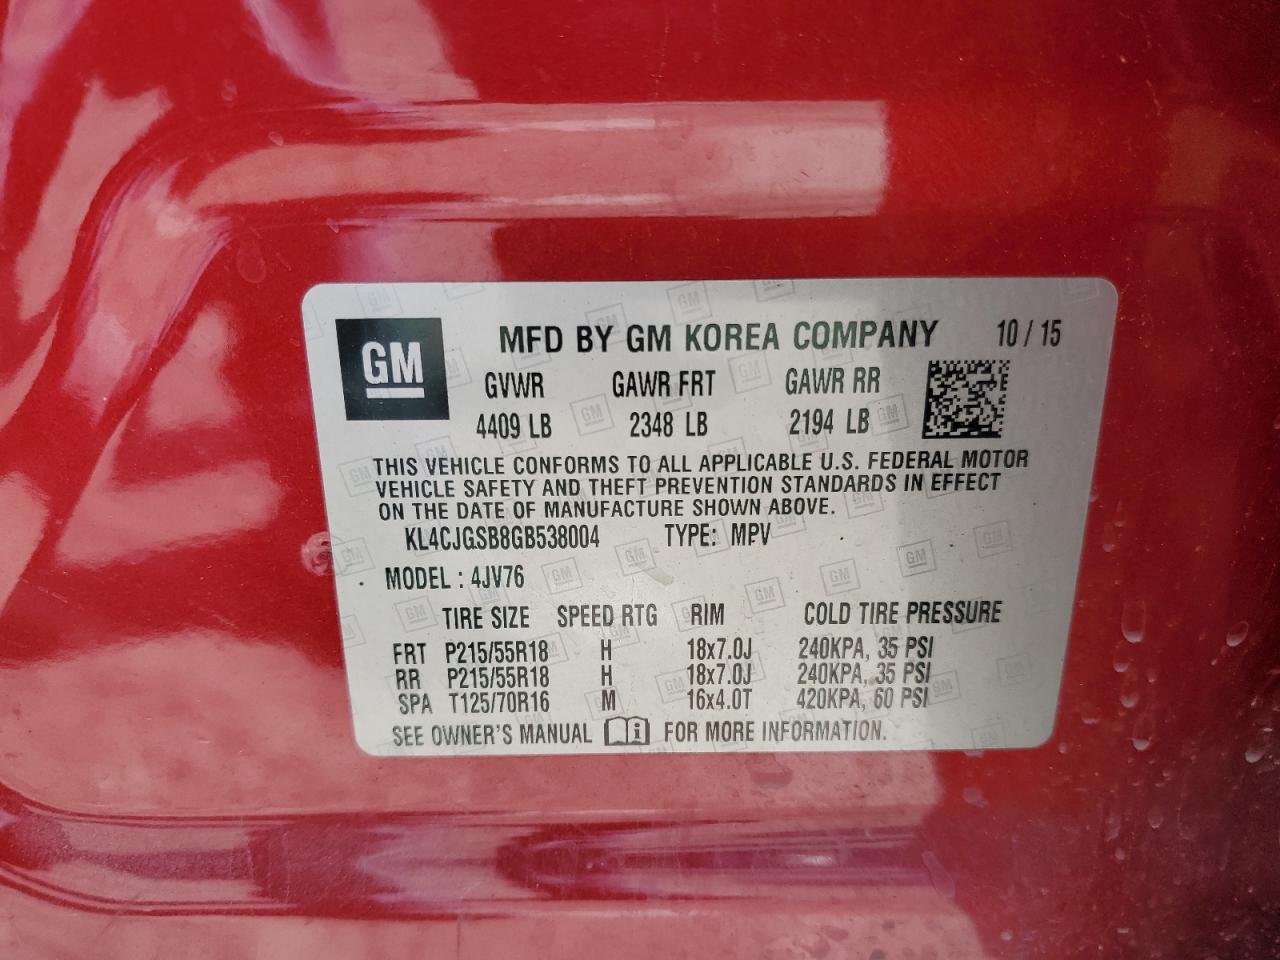 GM
MFD BY GM KOREA COMPANY 10 / 15
GVWR GAWR FRT GAWR RR
4409 LB 2348 LB 2194 LB
THIS VEHICLE CONFORMS TO ALL APPLICABLE U.S. FEDERAL MOTOR
VEHICLE SAFETY AND THEFT PREVENTION STANDARDS IN EFFECT
ON THE DATE OF MANUFACTURE SHOWN ABOVE.
KL4CJGSB8GB538004 TYPE: MPV
MODEL : 4JV76
TIRE SIZE SPEED RTG RIM COLD TIRE PRESSURE
FRT P215/55R18 H 18x7.0J 240KPA, 35 PSI
RR P215/55R18 H 18x7.0J 240KPA, 35 PSI
SPA T125/70R16 M 16x4.0T 420KPA, 60 PSI
SEE OWNER'S MANUAL i FOR MORE INFORMATION.